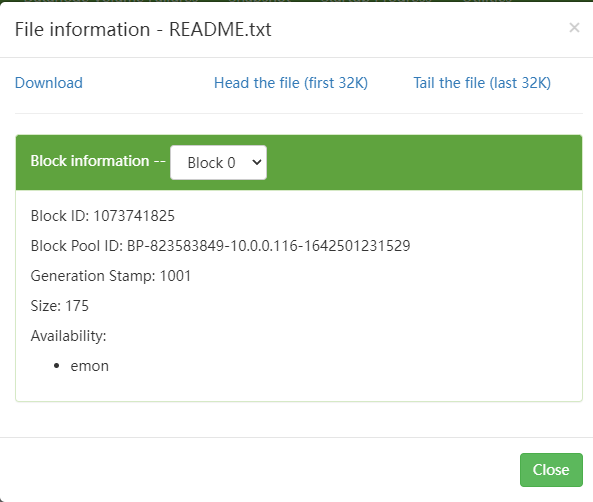 File information - README.txt
×
Download Head the file (first 32K) Tail the file (last 32K)
Block information -- Block 0
Block ID: 1073741825
Block Pool ID: BP-823583849-10.0.0.116-1642501231529
Generation Stamp: 1001
Size: 175
Availability:
• emon
Close